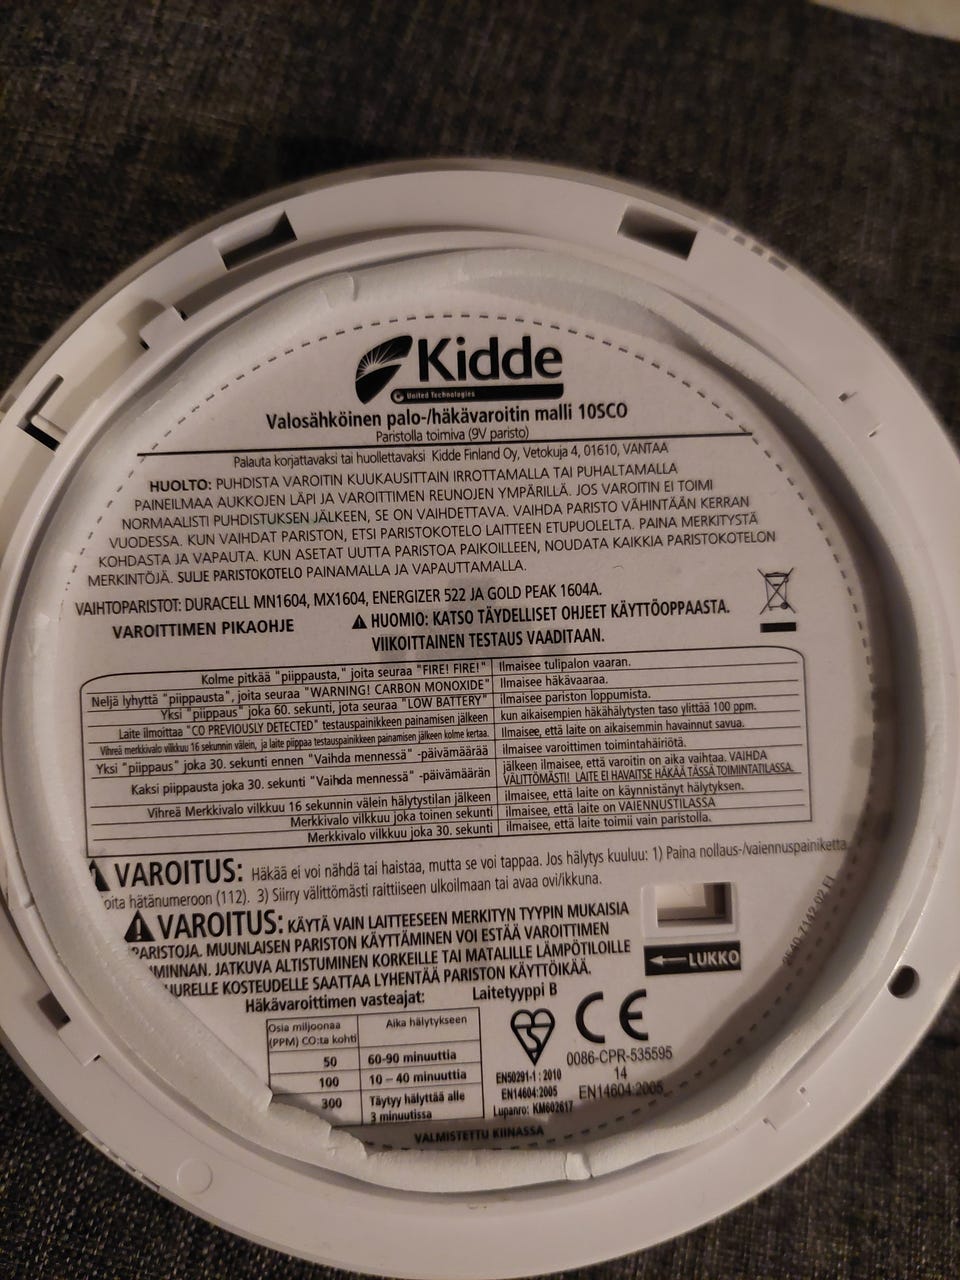 Kidde
United Technologies
Valosähköinen palo-/häkävaroitin malli 10SCO
Paristolla toimiva (9V paristo)
Palauta korjattavaksi tai huollettavaksi Kidde Finland Oy, Vetokuja 4, 01610, VANTAA
HUOLTO: PUHDISTA VAROITIN KUUKAUSITTAIN IRROTTAMALLA TAI PUHALTAMALLA
PAINEILMAA AUKKOJEN LÄPI JA VAROITTIMEN REUNOJEN YMPÄRILLÄ. JOS VAROITIN EI TOIMI
NORMAALISTI PUHDISTUKSEN JÄLKEEN, SE ON VAIHDETTAVA. VAIHDA PARISTO VÄHINTÄÄN KERRAN
VUODESSA. KUN VAIHDAT PARISTON, ETSI PARISTOKOTELO LAITTEEN ETUPUOLELTA. PAINA MERKITYSTÄ
KOHDASTA JA VAPAUTA. KUN ASETAT UUTTA PARISTOA PAIKOILLEEN, NOUDATA KAIKKIA PARISTOKOTELON
MERKINTÖJÄ. SULJE PARISTOKOTELO PAINAMALLA JA VAPAUTTAMALLA.
VAIHTOPARISTOT: DURACELL MN1604, MX1604, ENERGIZER 522 JA GOLD PEAK 1604A.
VAROITTIMEN PIKAOHJE
HUOMIO: KATSO TÄYDELLISET OHJEET KÄYTTÖOPPAASTA.
VIIKOITTAINEN TESTAUS VAADITAAN.
Kolme pitkää "piippausta," joita seuraa "FIRE! FIRE!" Ilmaisee tulipalon vaaran.
Neljä lyhyttä "piippausta", joita seuraa "WARNING! CARBON MONOXIDE" Ilmaisee häkävaaraa.
Yksi "piippaus" joka 60. sekunti, jota seuraa "LOW BATTERY" Ilmaisee pariston loppumista.
Laite ilmoittaa "CO PREVIOUSLY DETECTED" testauspainikkeen painamisen jälkeen kun aikaisempien häkähälytysten taso ylittää 100 ppm.
Vihreä merkkivalo vilkkuu 16 sekunnin välein, ja laite piippaa testauspainikkeen painamisen jälkeen kolme kertaa. Ilmaisee, että laite on aikaisemmin havainnut savua.
Yksi "piippaus" joka 30. sekunti ennen "Vaihda mennessä" -päivämäärää ilmaisee varoittimen toimintahäiriötä.
Kaksi piippausta joka 30. sekunti "Vaihda mennessä" -päivämäärän jälkeen ilmaisee, että varoitin on aika vaihtaa. VAIHDA
VÄLITTÖMÄSTI! LAITE EI HAVAITSE HÄKÄÄ TÄSSÄ TOIMINTATILASSA.
Vihreä Merkkivalo vilkkuu 16 sekunnin välein hälytystilan jälkeen ilmaisee, että laite on käynnistänyt hälytyksen.
Merkkivalo vilkkuu joka toinen sekunti ilmaisee, että laite on VAIENNUSTILASSA
Merkkivalo vilkkuu joka 30. sekunti ilmaisee, että laite toimii vain paristolla.
VAROITUS: Häkää ei voi nähdä tai haistaa, mutta se voi tappaa. Jos hälytys kuuluu: 1) Paina nollaus-/vaiennuspainiketta
oita hätänumeroon (112). 3) Siirry välittömästi raittiiseen ulkoilmaan tai avaa ovi/ikkuna.
VAROITUS: KÄYTÄ VAIN LAITTEESEEN MERKITYN TYYPIN MUKAISIA
PARISTOJA. MUUNLAISEN PARISTON KÄYTTÄMINEN VOI ESTÄÄ VAROITTIMEN
MINNAN. JATKUVA ALTISTUMINEN KORKEILLE TAI MATALILLE LÄMPÖTILOILLE
UURELLE KOSTEUDELLE SAATTAA LYHENTÄÄ PARISTON KÄYTTÖIKÄÄ.
LUKKO
Häkävaroittimen vasteajat:
Laitetyyppi B
Osia miljoonaa
(PPM) CO:ta kohti
Aika hälytykseen
50 60-90 minuuttia
100 10 – 40 minuuttia
300 Täytyy hälyttää alle
3 minuutissa
CE
0086-CPR-535595
14
EN14604:2005
EN50291-1 : 2010
EN14604:2005
Lupanro: KM602617
VALMISTETTU KIINASSA